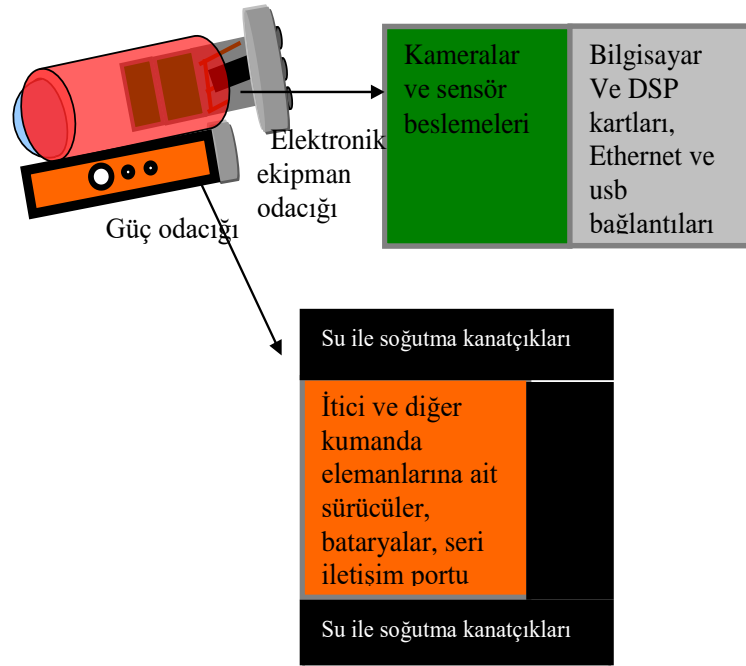 Kameralar
ve sensör
beslemeleri
Bilgisayar
Ve DSP
kartları,
Ethernet ve
usb
bağlantıları
Elektronik
ekipman
odacığı
Güç odacığı
Su ile soğutma kanatçıkları
İtici ve diğer
kumanda
elemanlarına ait
sürücüler,
bataryalar, seri
iletişim portu
Su ile soğutma kanatçıkları